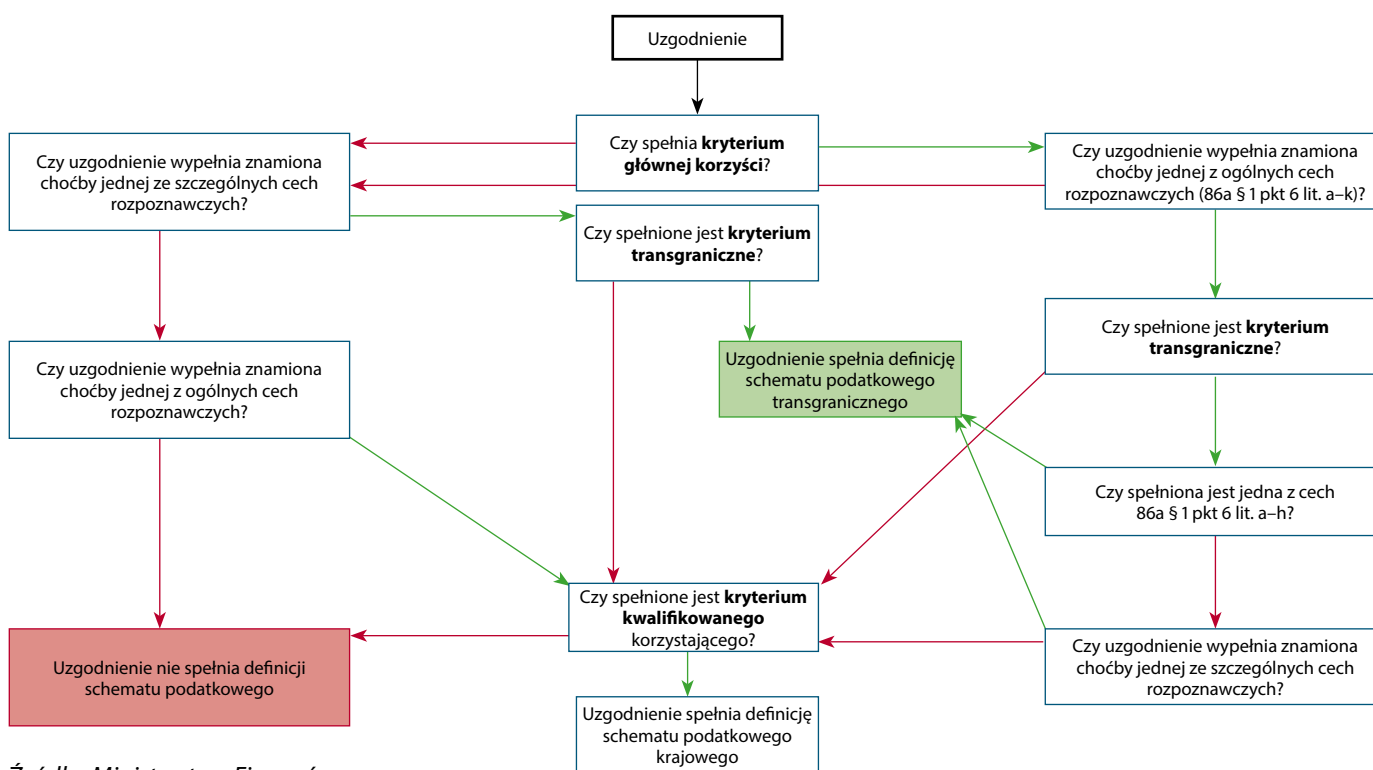 Uzgodnienie
Czy spełnia kryterium
głównej korzyści?
Czy uzgodnienie wypełnia znamiona
choćby jednej ze szczególnych cech
rozpoznawczych?
Czy uzgodnienie wypełnia znamiona
choćby jednej z ogólnych cech
rozpoznawczych (86a § 1 pkt 6 lit. a–k)?
Czy spełnione jest kryterium
transgraniczne?
Czy spełnione jest kryterium
transgraniczne?
Czy uzgodnienie wypełnia znamiona
choćby jednej z ogólnych cech
rozpoznawczych?
Uzgodnienie spełnia definicję
schematu podatkowego
transgranicznego
Czy spełniona jest jedna z cech
86a § 1 pkt 6 lit. a–h?
Czy spełnione jest kryterium
kwalifikowanego
korzystającego?
Uzgodnienie nie spełnia definicji
schematu podatkowego
Czy uzgodnienie wypełnia znamiona
choćby jednej ze szczególnych cech
rozpoznawczych?
Uzgodnienie spełnia definicję
schematu podatkowego
krajowego